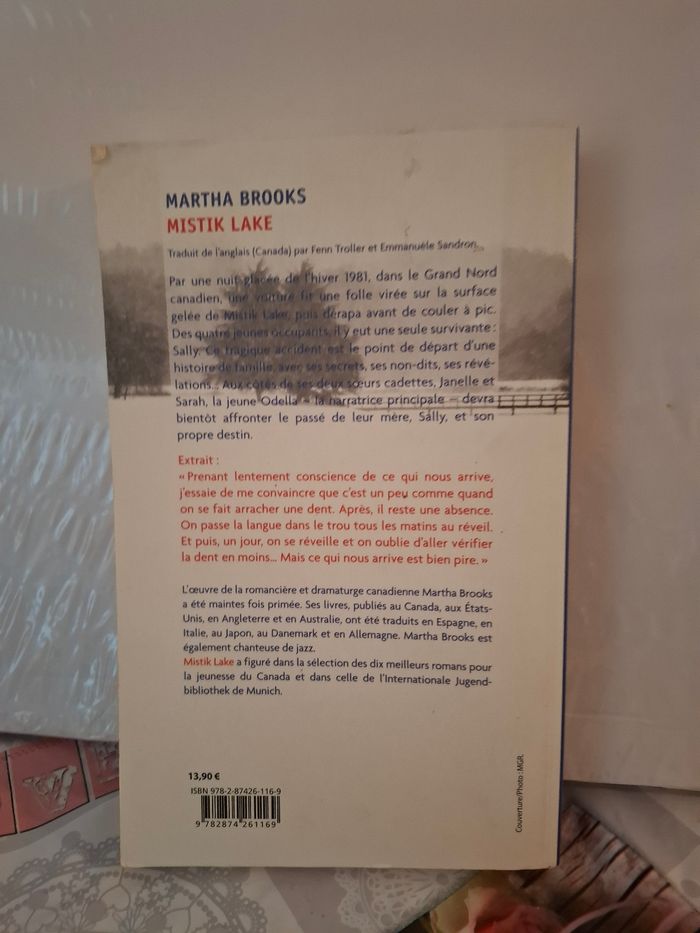 MARTHA BROOKS
MISTIK LAKE
Traduit de l'anglais (Canada) par Fenn Troller et Emmanuèle Sandron
Par une nuit glacée de l'hiver 1981, dans le Grand Nord
canadien, une voiture fit une folle virée sur la surface
gelée de Mistik Lake, puis dérapa avant de couler à pic.
Des quatre jeunes occupants, il y eut une seule survivante :
Sally. Ce tragique accident est le point de départ d'une
histoire de famille, avec ses secrets, ses non-dits, ses révé-
lations... Aux côtés de ses deux sœurs cadettes, Janelle et
Sarah, la jeune Odella – la narratrice principale – devra
bientôt affronter le passé de leur mère, Sally, et son
propre destin.
Extrait :
« Prenant lentement conscience de ce qui nous arrive,
j'essaie de me convaincre que c'est un peu comme quand
on se fait arracher une dent. Après, il reste une absence.
On passe la langue dans le trou tous les matins au réveil.
Et puis, un jour, on se réveille et on oublie d'aller vérifier
la dent en moins... Mais ce qui nous arrive est bien pire. »
L'œuvre de la romancière et dramaturge canadienne Martha Brooks
a été maintes fois primée. Ses livres, publiés au Canada, aux États-
Unis, en Angleterre et en Australie, ont été traduits en Espagne, en
Italie, au Japon, au Danemark et en Allemagne. Martha Brooks est
également chanteuse de jazz.
Mistik Lake a figuré dans la sélection des dix meilleurs romans pour
la jeunesse du Canada et dans celle de l'Internationale Jugend-
bibliothek de Munich.
13,90 €
ISBN 978-2-87426-116-9
9 782874 261169
Couverture/Photo : MGR.